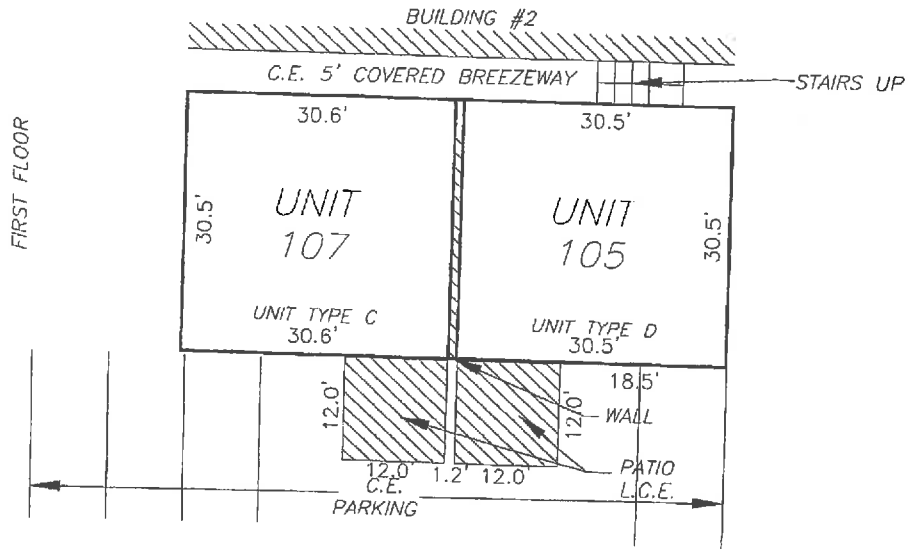 BUILDING #2
C.E. 5' COVERED BREEZEWAY
STAIRS UP
30.6'
30.5'
FIRST FLOOR
30.5'
UNIT
107
UNIT
105
30.5'
UNIT TYPE C
30.6'
UNIT TYPE D
30.5'
18.5'
12.0'
12.0'
WALL
12.0'
1.2'
12.0'
PATIO
L.C.E.
C.E.
PARKING